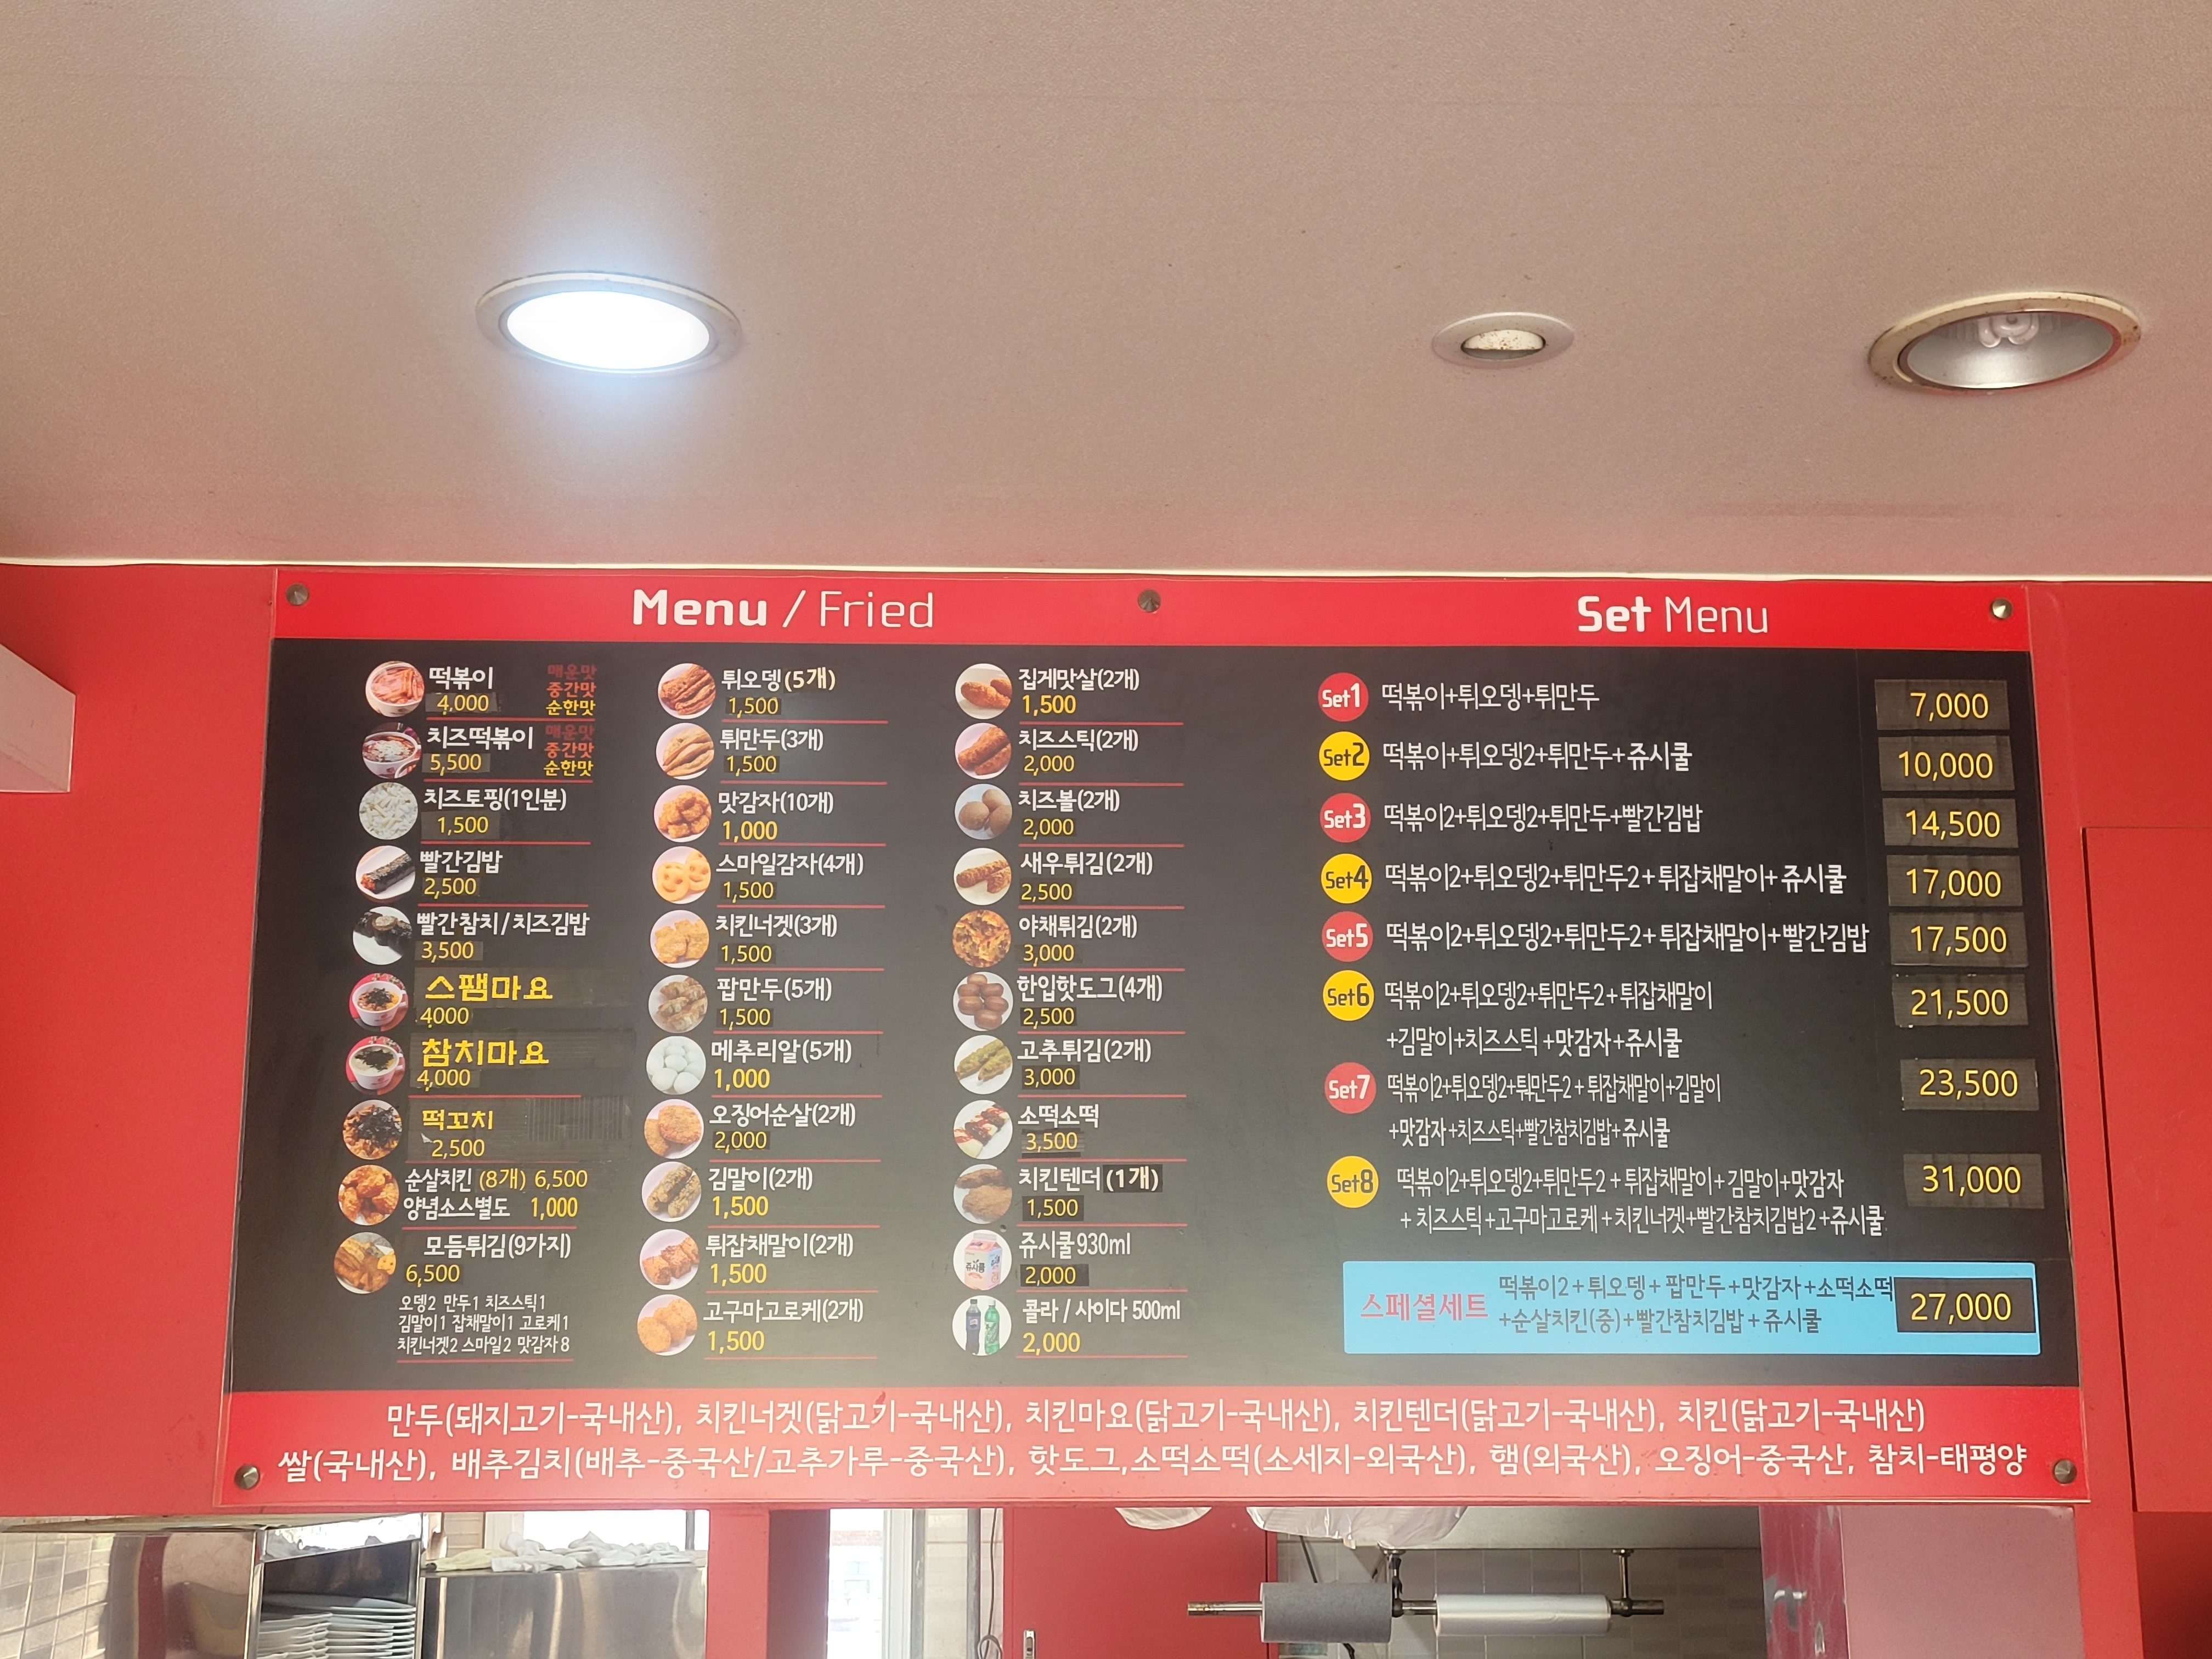 Menu / Fried
떡볶이
매운맛
4,000
중간맛
순한맛
치즈떡볶이
매운맛
중간맛
5,500
순한맛
치즈토핑(1인분)
1,500
빨간김밥
2,500
빨간참치/치즈김밥
3,500
스팸마요
4000
참치마요
4,000
떡꼬치
2,500
순살치킨 (8개) 6,500
양념소스별도 1,000
모듬튀김(9가지)
6,500
오뎅2 만두1 치즈스틱1
김말이1 잡채말이1 고로케1
치킨너겟2 스마일2 맛감자8
튀오뎅(5개)
1,500
튀만두(3개)
1,500
맛감자(10개)
1,000
스마일감자(4개)
1,500
치킨너겟(3개)
1,500
팝만두(5개)
1,500
메추리알(5개)
1,000
오징어순살(2개)
2,000
김말이(2개)
1,500
튀잡채말이(2개)
1,500
고구마고로케(2개)
1,500
집게맛살(2개)
1,500
치즈스틱(2개)
2,000
치즈볼(2개)
2,000
새우튀김(2개)
2,500
야채튀김(2개)
3,000
한입핫도그(4개)
2,500
고추튀김(2개)
3,000
소떡소떡
3,500
치킨텐더(1개)
1,500
쥬시쿨930ml
2,000
콜라 / 사이다 500ml
2,000
Set Menu
Set1 떡볶이+튀오뎅+튀만두 7,000
Set2 떡볶이+튀오뎅2+튀만두+쥬시쿨 10,000
Set3 떡볶이2+튀오뎅2+튀만두+빨간김밥 14,500
Set4 떡볶이2+튀오뎅2+튀만두2+튀잡채말이+쥬시쿨 17,000
Set5 떡볶이2+튀오뎅2+튀만두2+튀잡채말이+빨간김밥 17,500
Set6 떡볶이2+튀오뎅2+튀만두2+튀잡채말이 21,500
+김말이+치즈스틱+맛감자+쥬시쿨
Set7 떡볶이2+튀오뎅2+튀만두2+튀잡채말이+김말이 23,500
+맛감자+치즈스틱+빨간참치김밥+쥬시쿨
Set8 떡볶이2+튀오뎅2+튀만두2+튀잡채말이+김말이+맛감자 31,000
+치즈스틱+고구마고로케+치킨너겟+빨간참치김밥2+쥬시쿨
스페셜세트 떡볶이2+튀오뎅+팝만두+맛감자+소떡소떡 27,000
+순살치킨(중)+빨간참치김밥+쥬시쿨
만두(돼지고기-국내산), 치킨너겟(닭고기-국내산), 치킨마요(닭고기-국내산), 치킨텐더(닭고기-국내산), 치킨(닭고기-국내산)
쌀(국내산), 배추김치(배추-중국산/고추가루-중국산), 핫도그,소떡소떡(소세지-외국산), 햄(외국산), 오징어-중국산, 참치-태평양